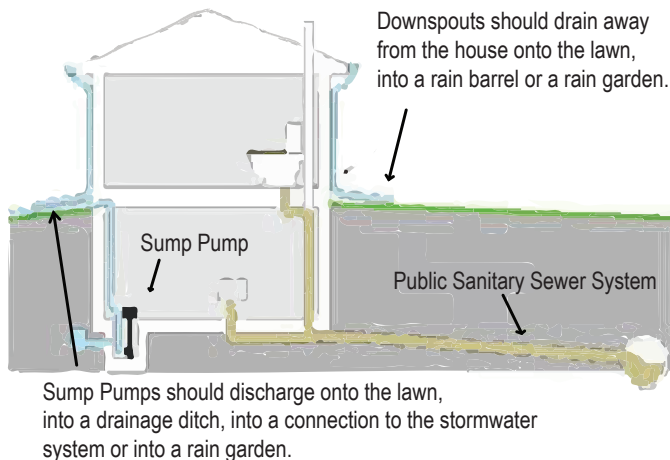 Downspouts should drain away
from the house onto the lawn,
into a rain barrel or a rain garden.
Sump Pump
Public Sanitary Sewer System
Sump Pumps should discharge onto the lawn,
into a drainage ditch, into a connection to the stormwater
system or into a rain garden.